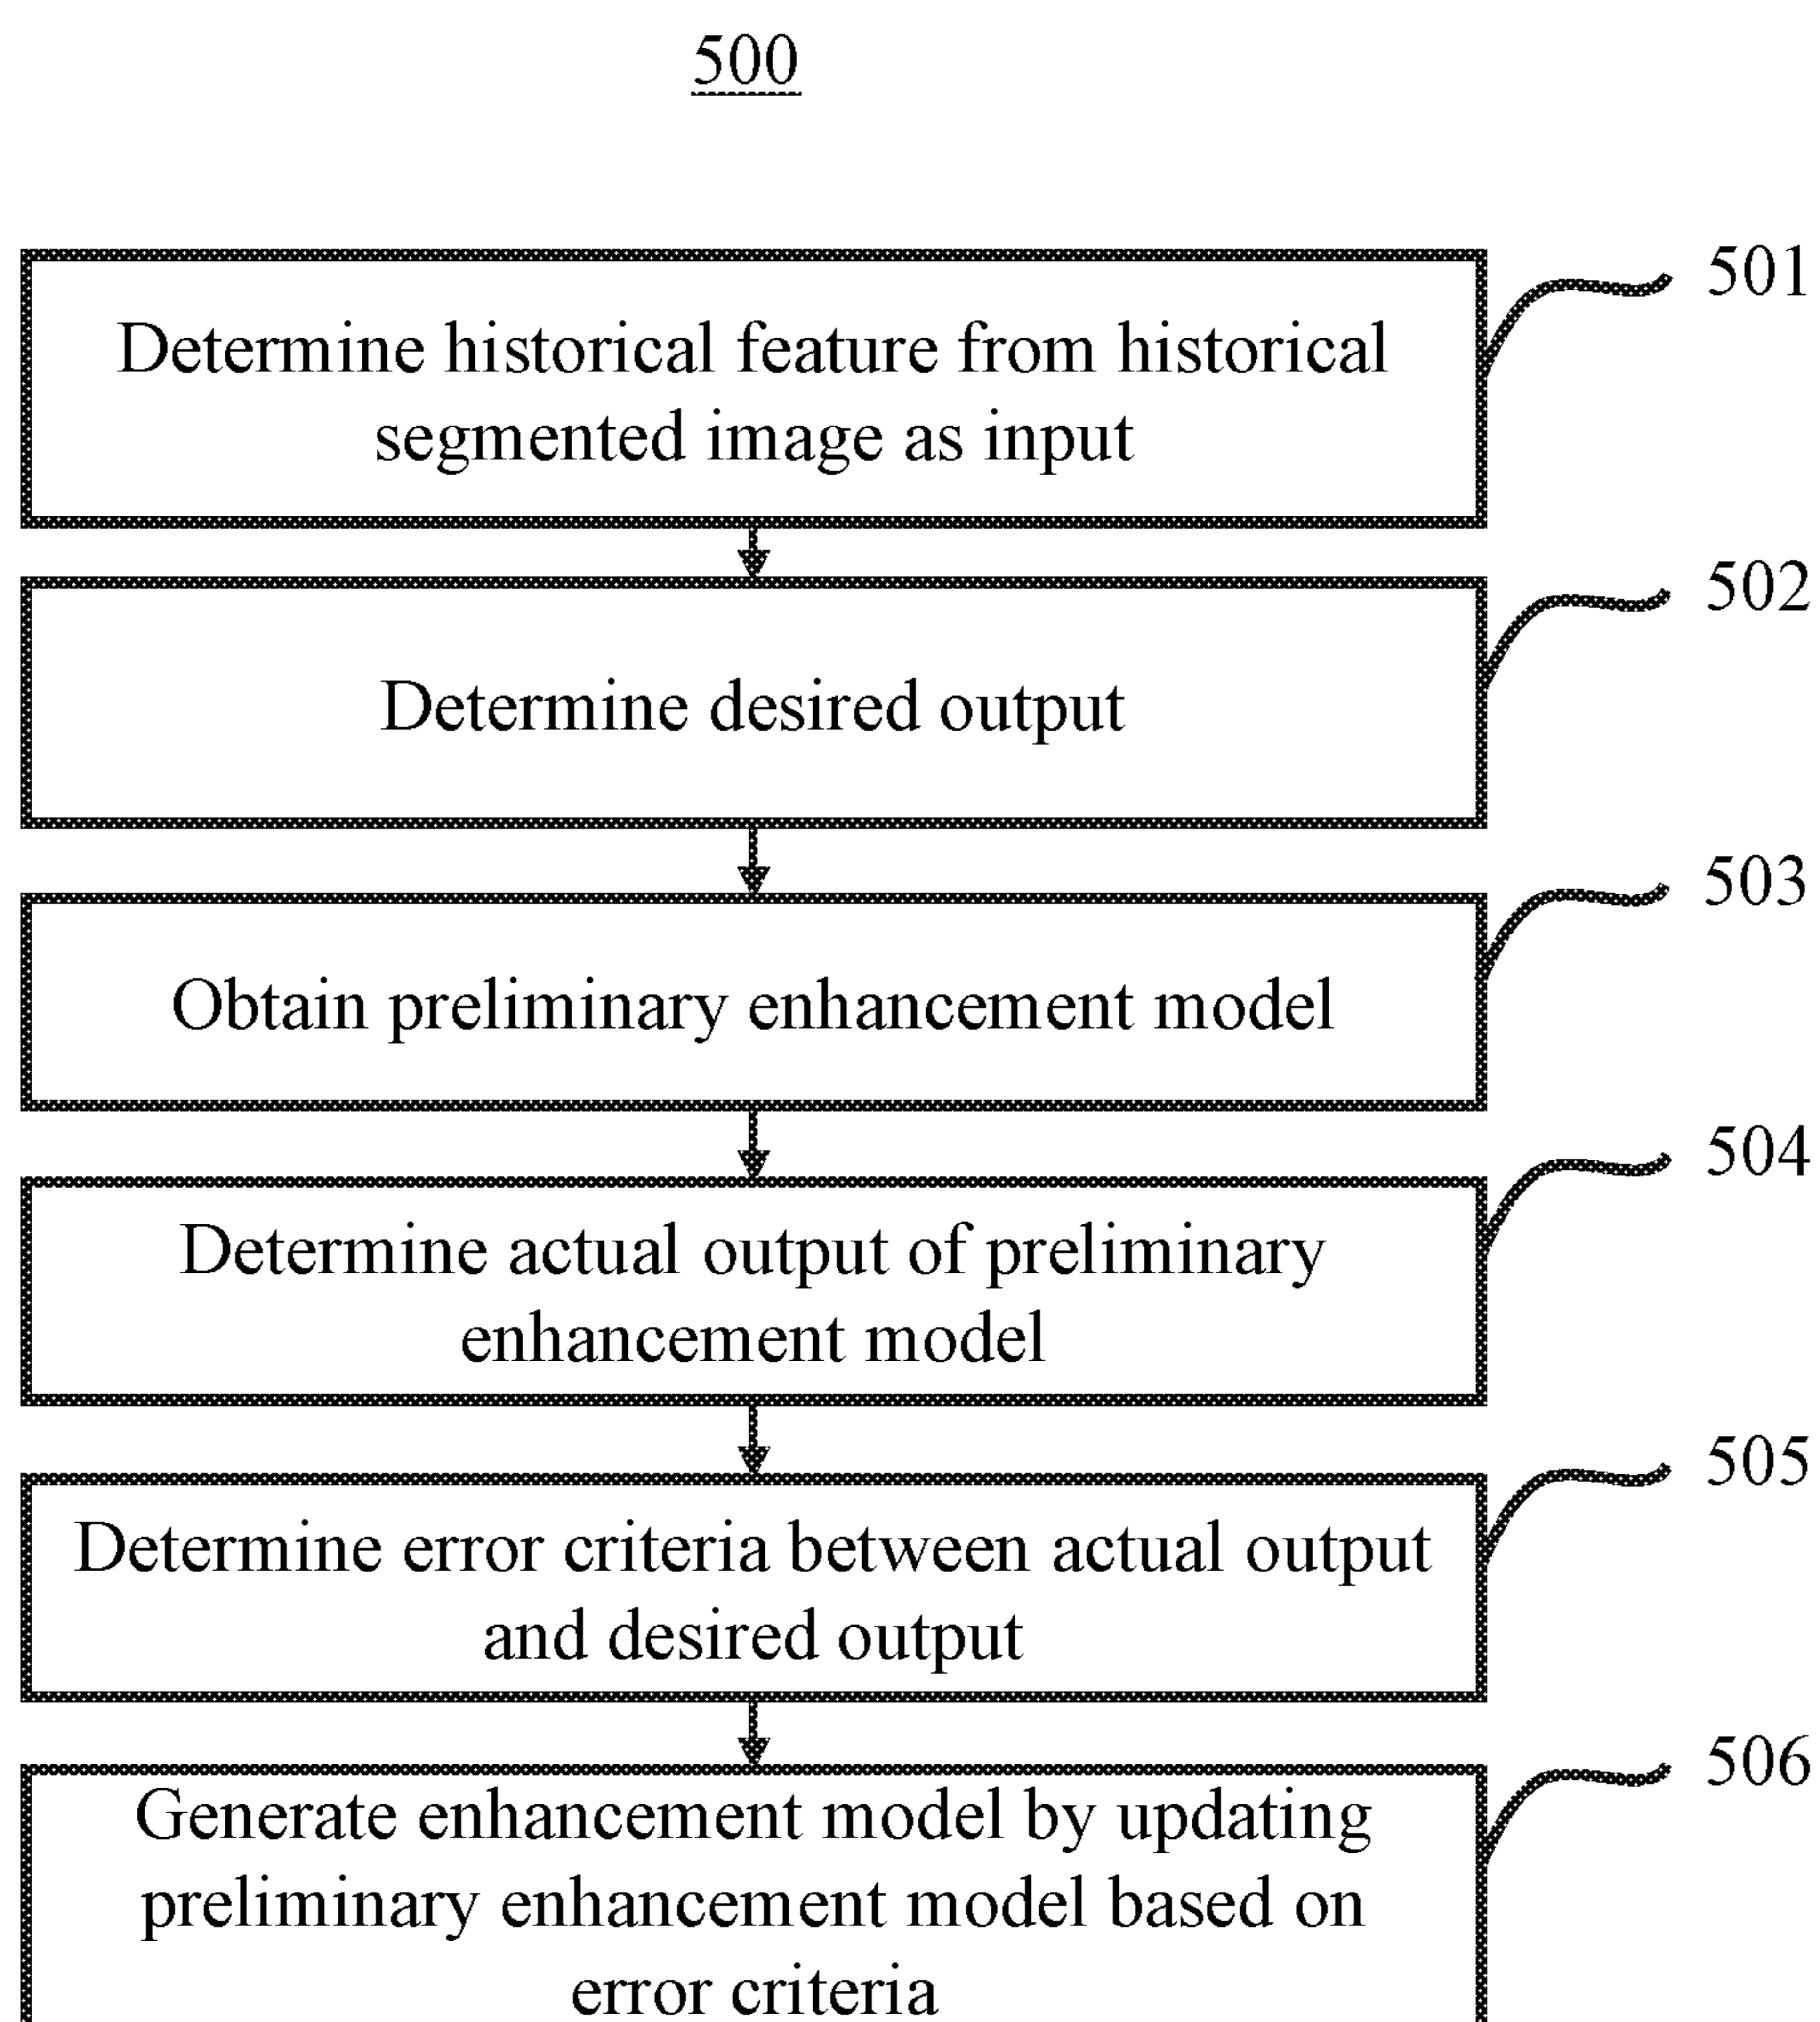 500
501
Determine historical feature from historical
segmented image as input
502
Determine desired output
503
Obtain preliminary enhancement model
504
Determine actual output of preliminary
enhancement model
505
Determine error criteria between actual output
and desired output
506
Generate enhancement model by updating
preliminary enhancement model based on
error criteria